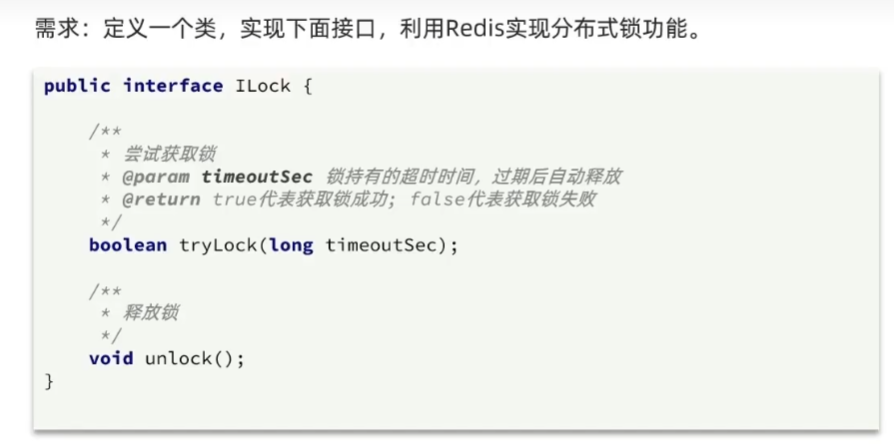 需求：定义一个类，实现下面接口，利用Redis实现分布式锁功能。
public interface ILock {
/**
* 尝试获取锁
* @param timeoutSec 锁持有的超时时间，过期后自动释放
* @return true代表获取锁成功; false代表获取锁失败
*/
boolean tryLock(long timeoutSec);
/**
* 释放锁
*/
void unlock();
}